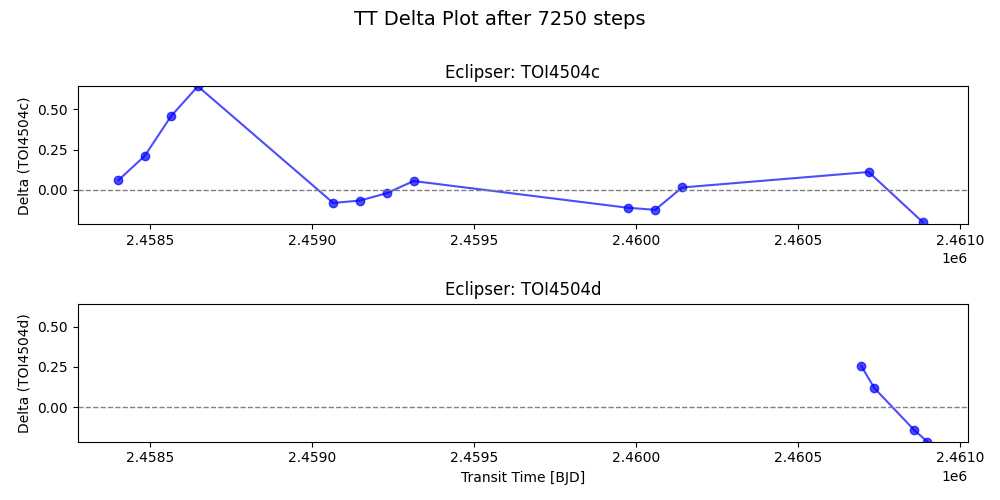 TT Delta Plot after 7250 steps
Eclipser: TOI4504c
Delta (TOI4504c)
0.50
0.25
0.00
2.4585 2.4590 2.4595 2.4600 2.4605 2.4610
1e6
Eclipser: TOI4504d
Delta (TOI4504d)
0.50
0.25
0.00
2.4585 2.4590 2.4595 2.4600 2.4605 2.4610
1e6
Transit Time [BJD]